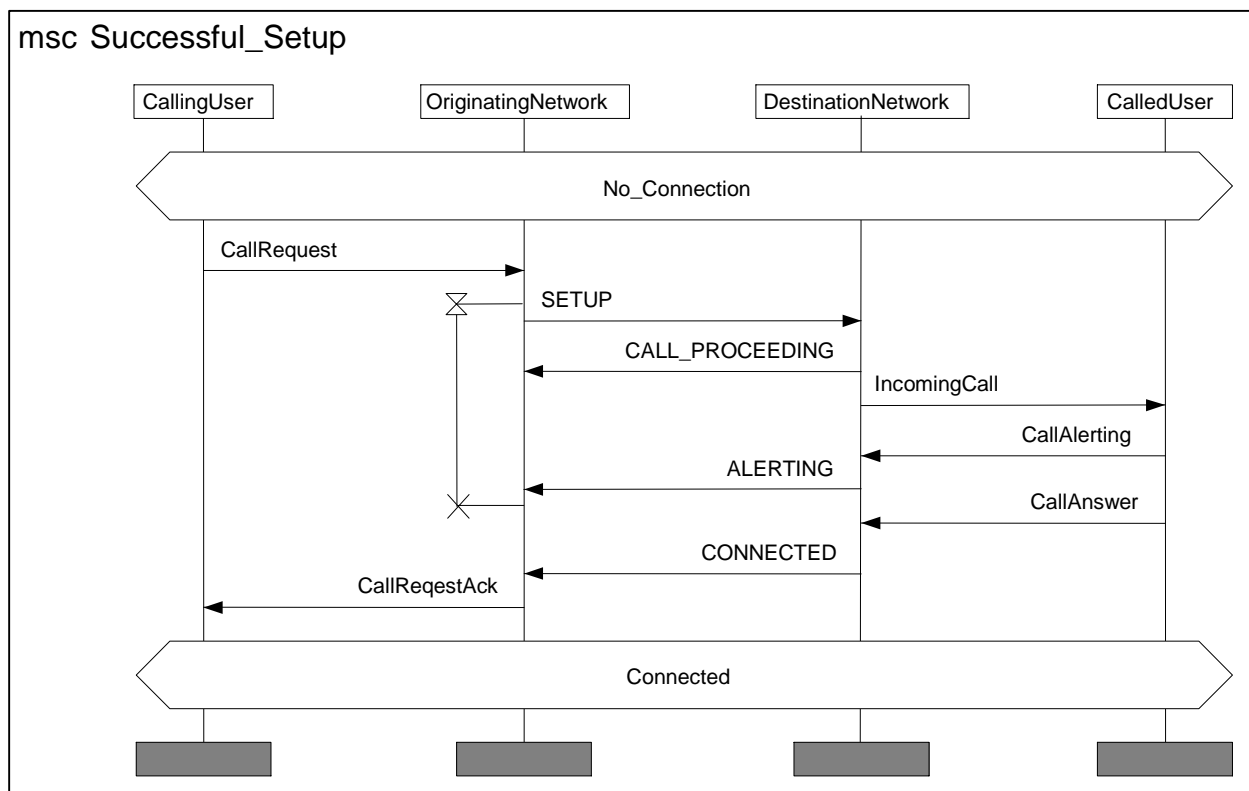 msc Successful_Setup
CallingUser
OriginatingNetwork
DestinationNetwork
CalledUser
No_Connection
CallRequest
SETUP
CALL_PROCEEDING
IncomingCall
CallAlerting
ALERTING
CallAnswer
CONNECTED
CallReqestAck
Connected